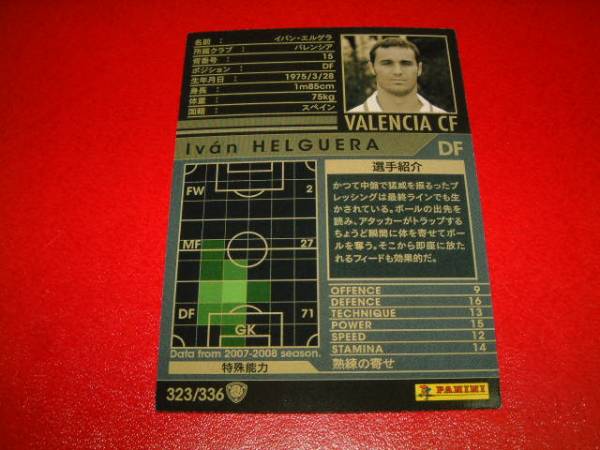 名前 : イバン・エルゲラ
所属クラブ : バレンシア
背番号 : 15
ポジション : DF
生年月日 : 1975/3/28
身長 : 1m85cm
体重 : 75kg
国籍 : スペイン
VALENCIA CF
Iván HELGUERA DF
FW 2
MF 27
DF 71
GK
Data from 2007-2008 season.
特殊能力
選手紹介
かつて中盤で猛威を振るったプ
レッシングは最終ラインでも生
かされている。ボールの出先を
読み、アタッカーがトラップする
ちょうど瞬間に体を寄せてボー
ルを奪う。そこから即座に放た
れるフィードも効果的だ。
OFFENCE 9
DEFENCE 16
TECHNIQUE 13
POWER 15
SPEED 12
STAMINA 14
熟練の寄せ
323/336
PANINI